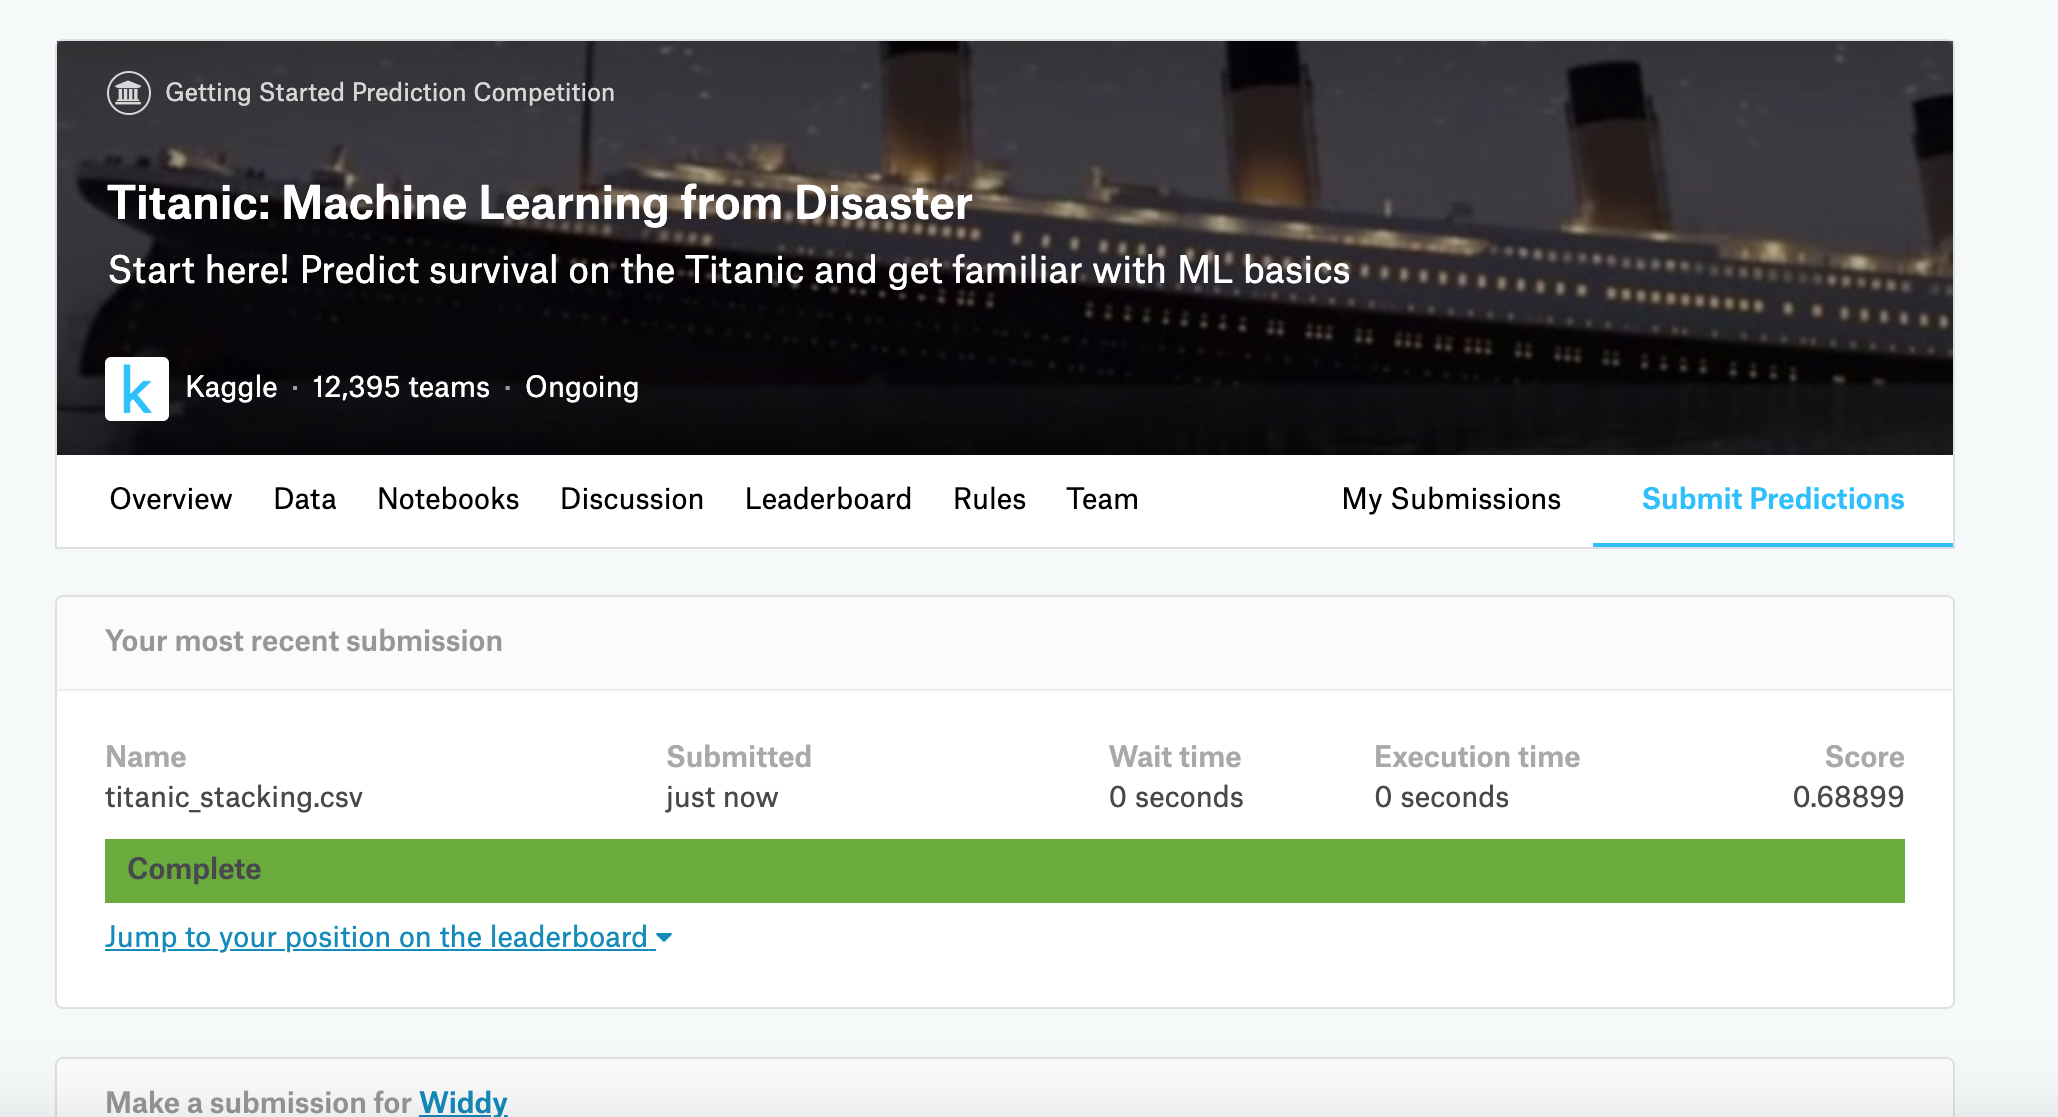 Getting Started Prediction Competition
Titanic: Machine Learning from Disaster
Start here! Predict survival on the Titanic and get familiar with ML basics
k Kaggle · 12,395 teams · Ongoing
Overview Data Notebooks Discussion Leaderboard Rules Team My Submissions Submit Predictions
Your most recent submission
Name Submitted Wait time Execution time Score
titanic_stacking.csv just now 0 seconds 0 seconds 0.68899
Complete
Jump to your position on the leaderboard
Make a submission for Widdy